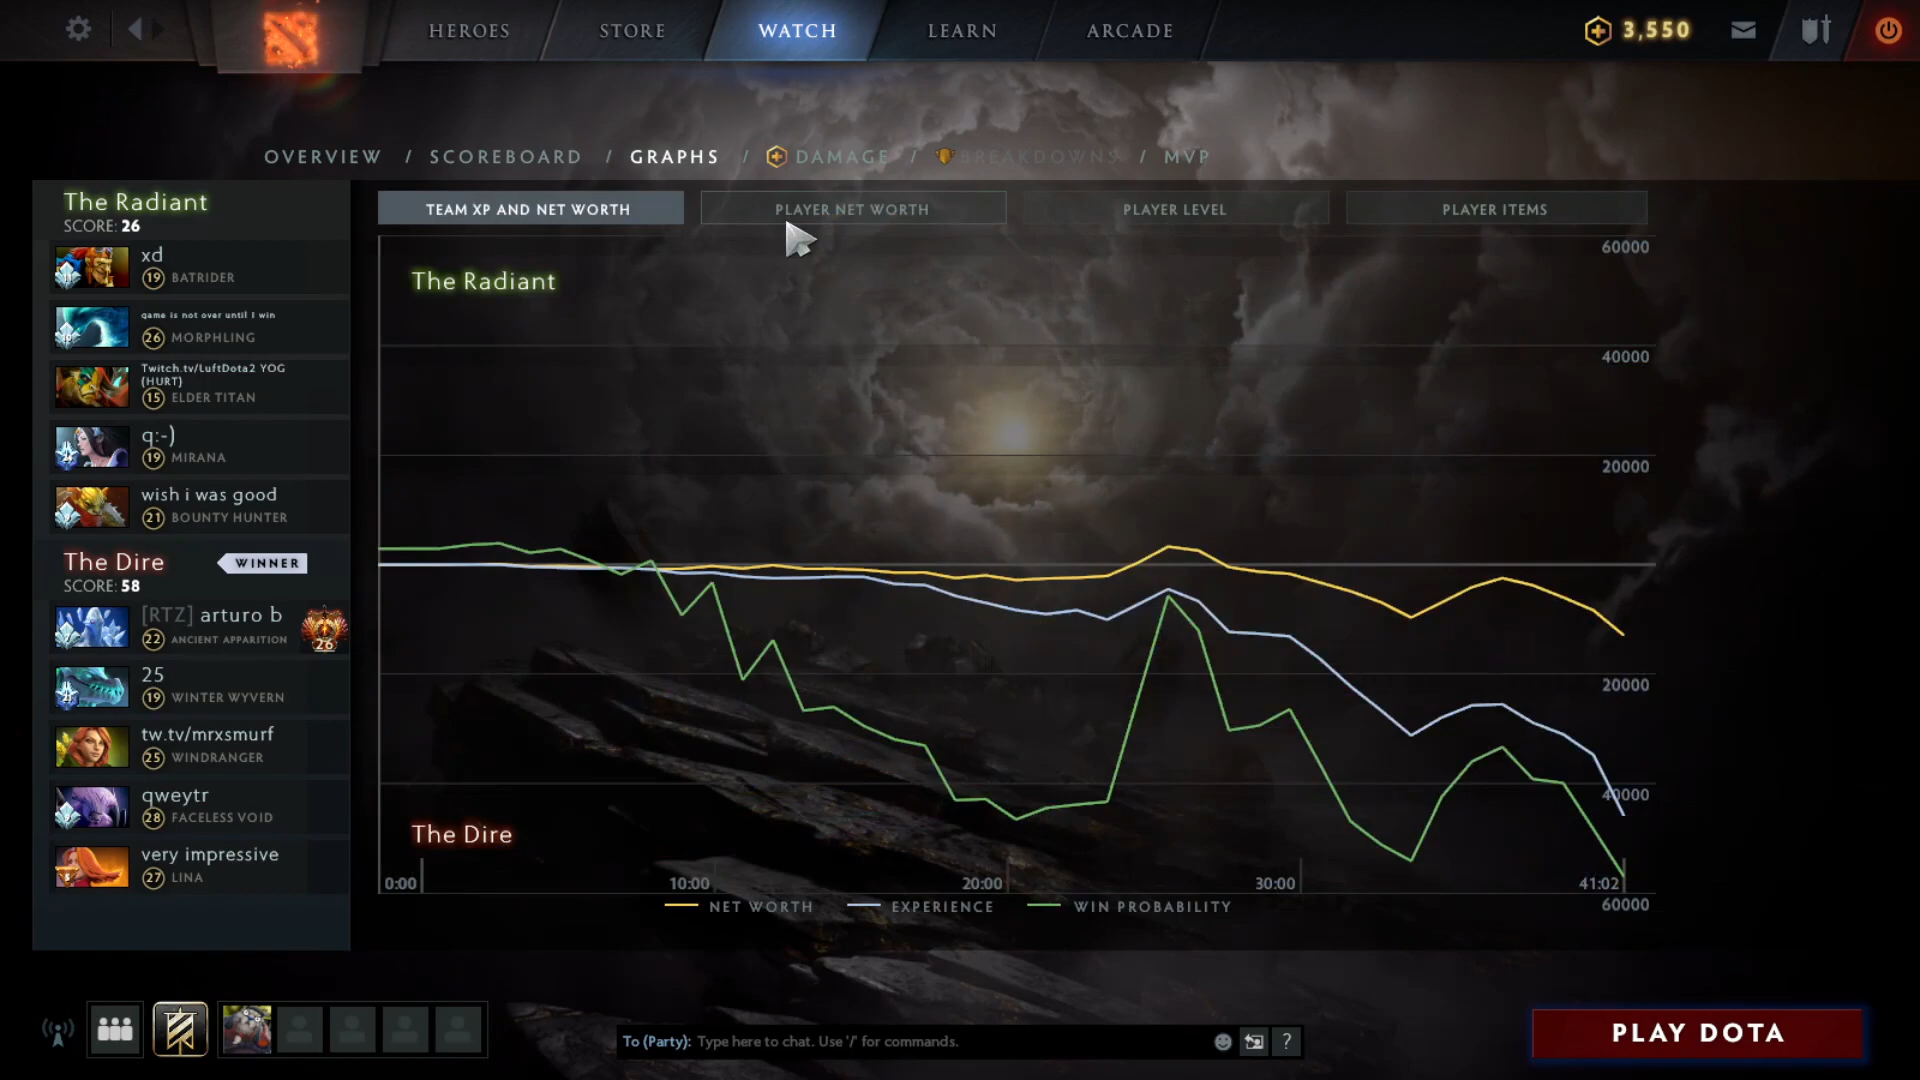 HEROES
STORE
WATCH
LEARN
ARCADE
3,550
OVERVIEW / SCOREBOARD / GRAPHS / DAMAGE / BREAKDOWNS / MVP
The Radiant
SCORE: 26
xd
19 BATRIDER
game is not over until I win
26 MORPHLING
Twitch.tv/LuftDota2 YOG
(HURT)
15 ELDER TITAN
q:-)
19 MIRANA
wish i was good
21 BOUNTY HUNTER
The Dire
WINNER
SCORE: 58
[RTZ] arturo b
22 ANCIENT APPARITION
26
25
19 WINTER WYVERN
tw.tv/mrxsmurf
25 WINDRANGER
qweytr
28 FACELESS VOID
very impressive
27 LINA
TEAM XP AND NET WORTH
PLAYER NET WORTH
PLAYER LEVEL
PLAYER ITEMS
The Radiant
60000
40000
20000
20000
40000
60000
The Dire
0:00
10:00
20:00
30:00
41:02
NET WORTH
EXPERIENCE
WIN PROBABILITY
To (Party): Type here to chat. Use '/' for commands.
?
PLAY DOTA